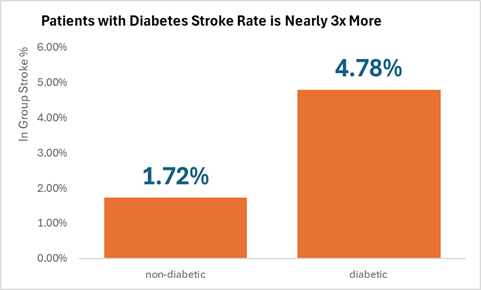 Patients with Diabetes Stroke Rate is Nearly 3x More
In Group Stroke %
6.00%
5.00%
4.00%
3.00%
2.00%
1.00%
0.00%
1.72%
4.78%
non-diabetic
diabetic